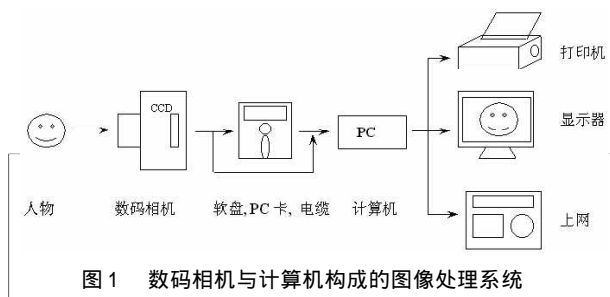 打印机
CCD
PC
显示器
人物 数码相机 软盘,PC卡,电缆 计算机 上网
图1 数码相机与计算机构成的图像处理系统